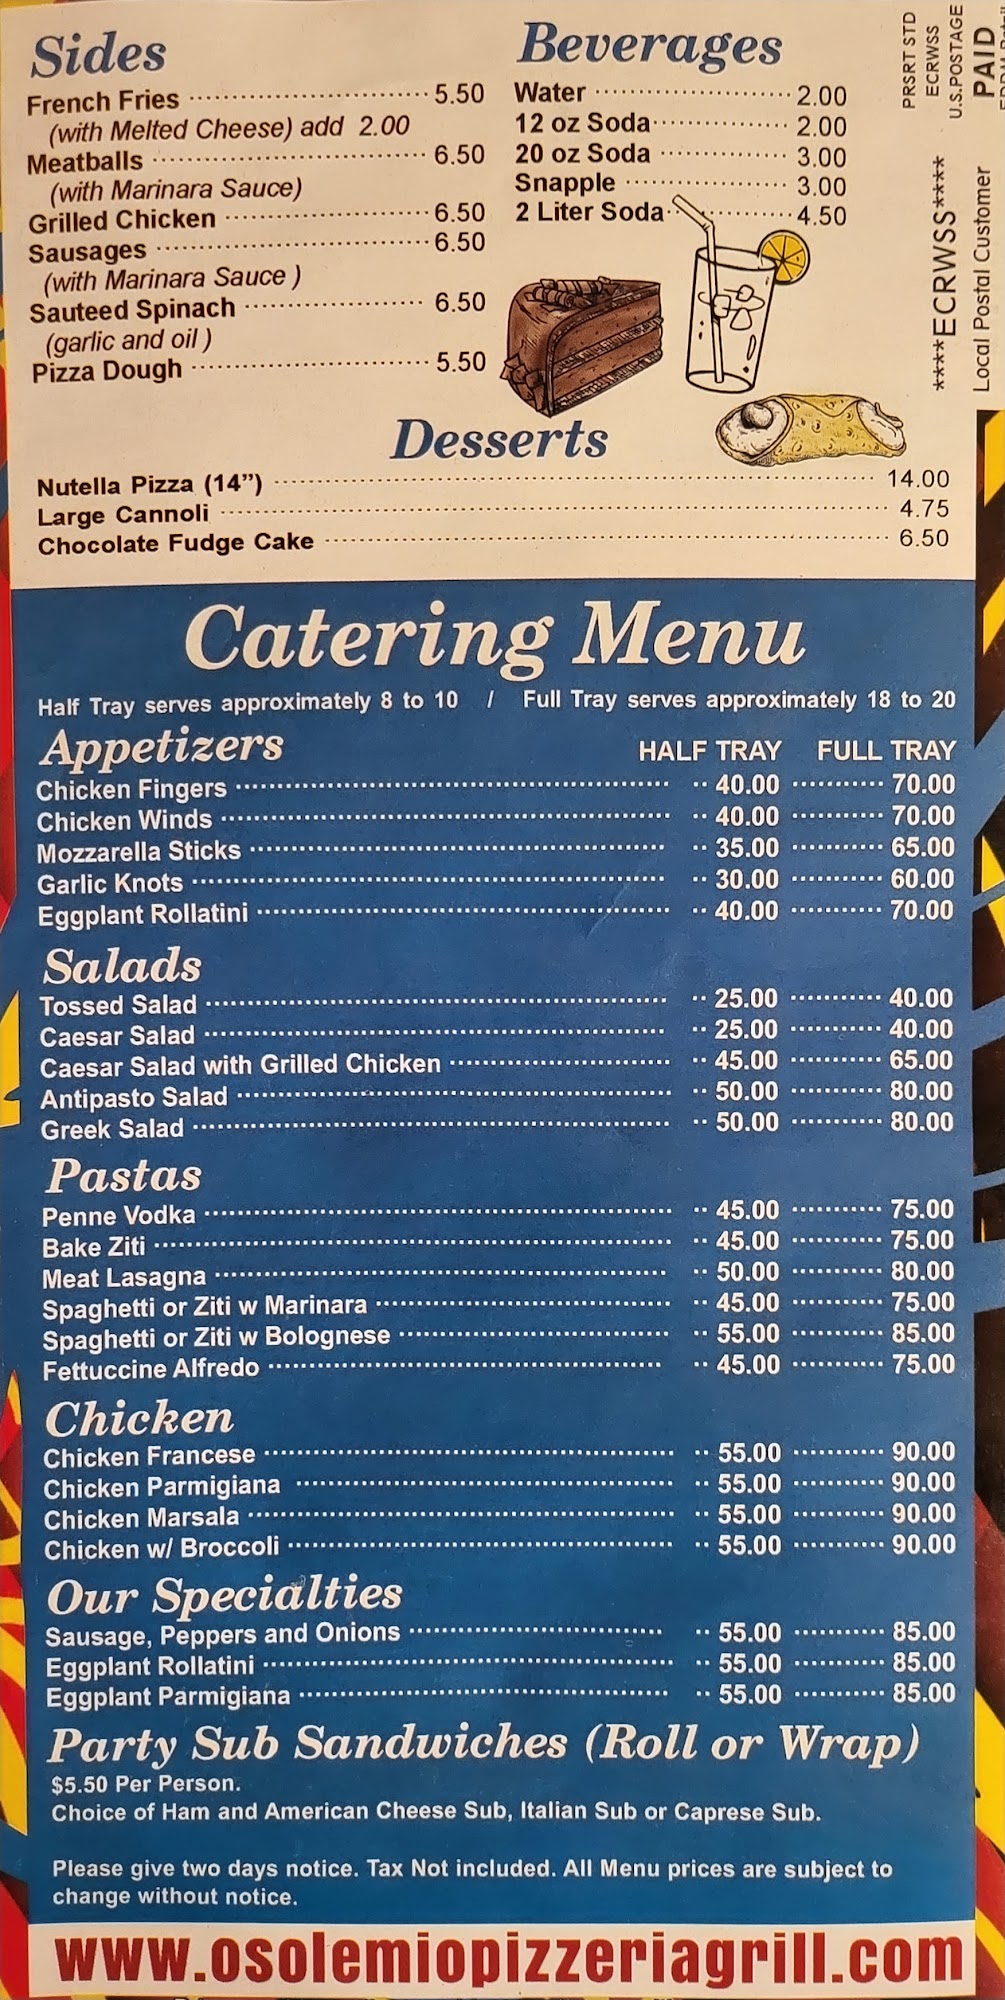 Sides
French Fries 5.50
(with Melted Cheese) add 2.00
Meatballs 6.50
(with Marinara Sauce)
Grilled Chicken 6.50
Sausages 6.50
(with Marinara Sauce )
Sauteed Spinach 6.50
(garlic and oil )
Pizza Dough 5.50
Beverages
Water 2.00
12 oz Soda 2.00
20 oz Soda 3.00
Snapple 3.00
2 Liter Soda 4.50
PRSRT STD
ECRWSS
U.S.POSTAGE
PAID
****ECRWSS****
Local Postal Customer
Desserts
Nutella Pizza (14”) 14.00
Large Cannoli 4.75
Chocolate Fudge Cake 6.50
Catering Menu
Half Tray serves approximately 8 to 10 / Full Tray serves approximately 18 to 20
Appetizers HALF TRAY FULL TRAY
Chicken Fingers 40.00 70.00
Chicken Winds 40.00 70.00
Mozzarella Sticks 35.00 65.00
Garlic Knots 30.00 60.00
Eggplant Rollatini 40.00 70.00
Salads
Tossed Salad 25.00 40.00
Caesar Salad 25.00 40.00
Caesar Salad with Grilled Chicken 45.00 65.00
Antipasto Salad 50.00 80.00
Greek Salad 50.00 80.00
Pastas
Penne Vodka 45.00 75.00
Bake Ziti 45.00 75.00
Meat Lasagna 50.00 80.00
Spaghetti or Ziti w Marinara 45.00 75.00
Spaghetti or Ziti w Bolognese 55.00 85.00
Fettuccine Alfredo 45.00 75.00
Chicken
Chicken Francese 55.00 90.00
Chicken Parmigiana 55.00 90.00
Chicken Marsala 55.00 90.00
Chicken w/ Broccoli 55.00 90.00
Our Specialties
Sausage, Peppers and Onions 55.00 85.00
Eggplant Rollatini 55.00 85.00
Eggplant Parmigiana 55.00 85.00
Party Sub Sandwiches (Roll or Wrap)
$5.50 Per Person.
Choice of Ham and American Cheese Sub, Italian Sub or Caprese Sub.
Please give two days notice. Tax Not included. All Menu prices are subject to
change without notice.
www.osolemiopizzeriagrill.com